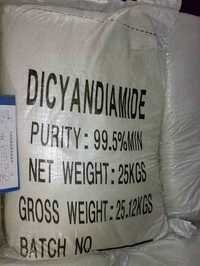 DICYANDIAMIDE
PURITY: 99.5%MIN
NET WEIGHT: 25KGS
GROSS WEIGHT: 25.12KGS
BATCH NO